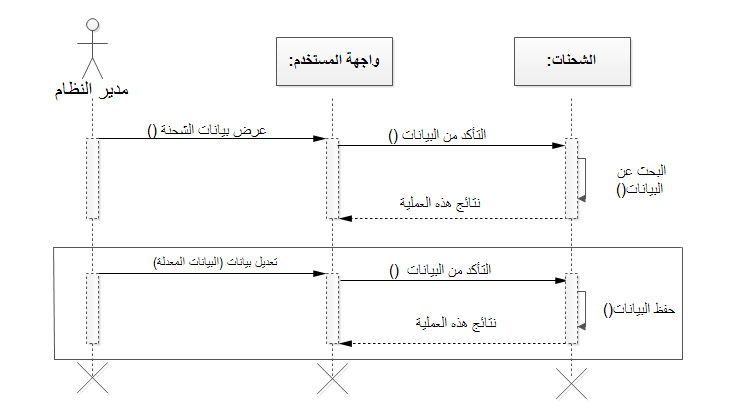 مدير النظام
واجهة المستخدم:
الشحنات:
عرض بيانات الشحنة ()
التأكد من البيانات ()
البحث عن
البيانات()
نتائج هذه العملية
تعديل بيانات (البيانات المعدلة)
التأكد من البيانات ()
حفظ البيانات()
نتائج هذه العملية